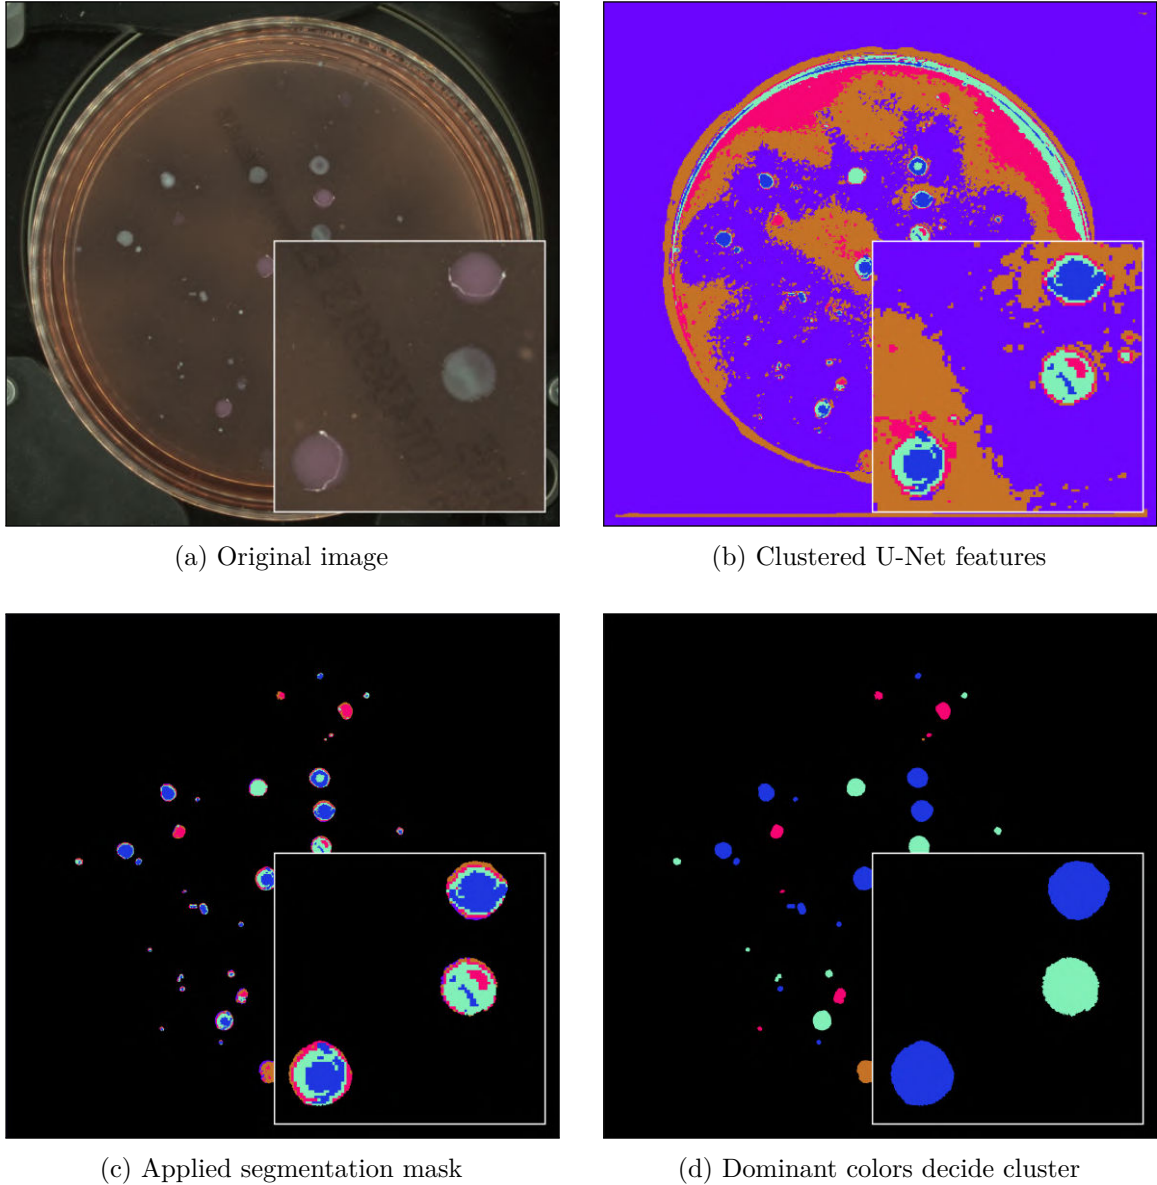 (a) Original image
(b) Clustered U-Net features
(c) Applied segmentation mask
(d) Dominant colors decide cluster